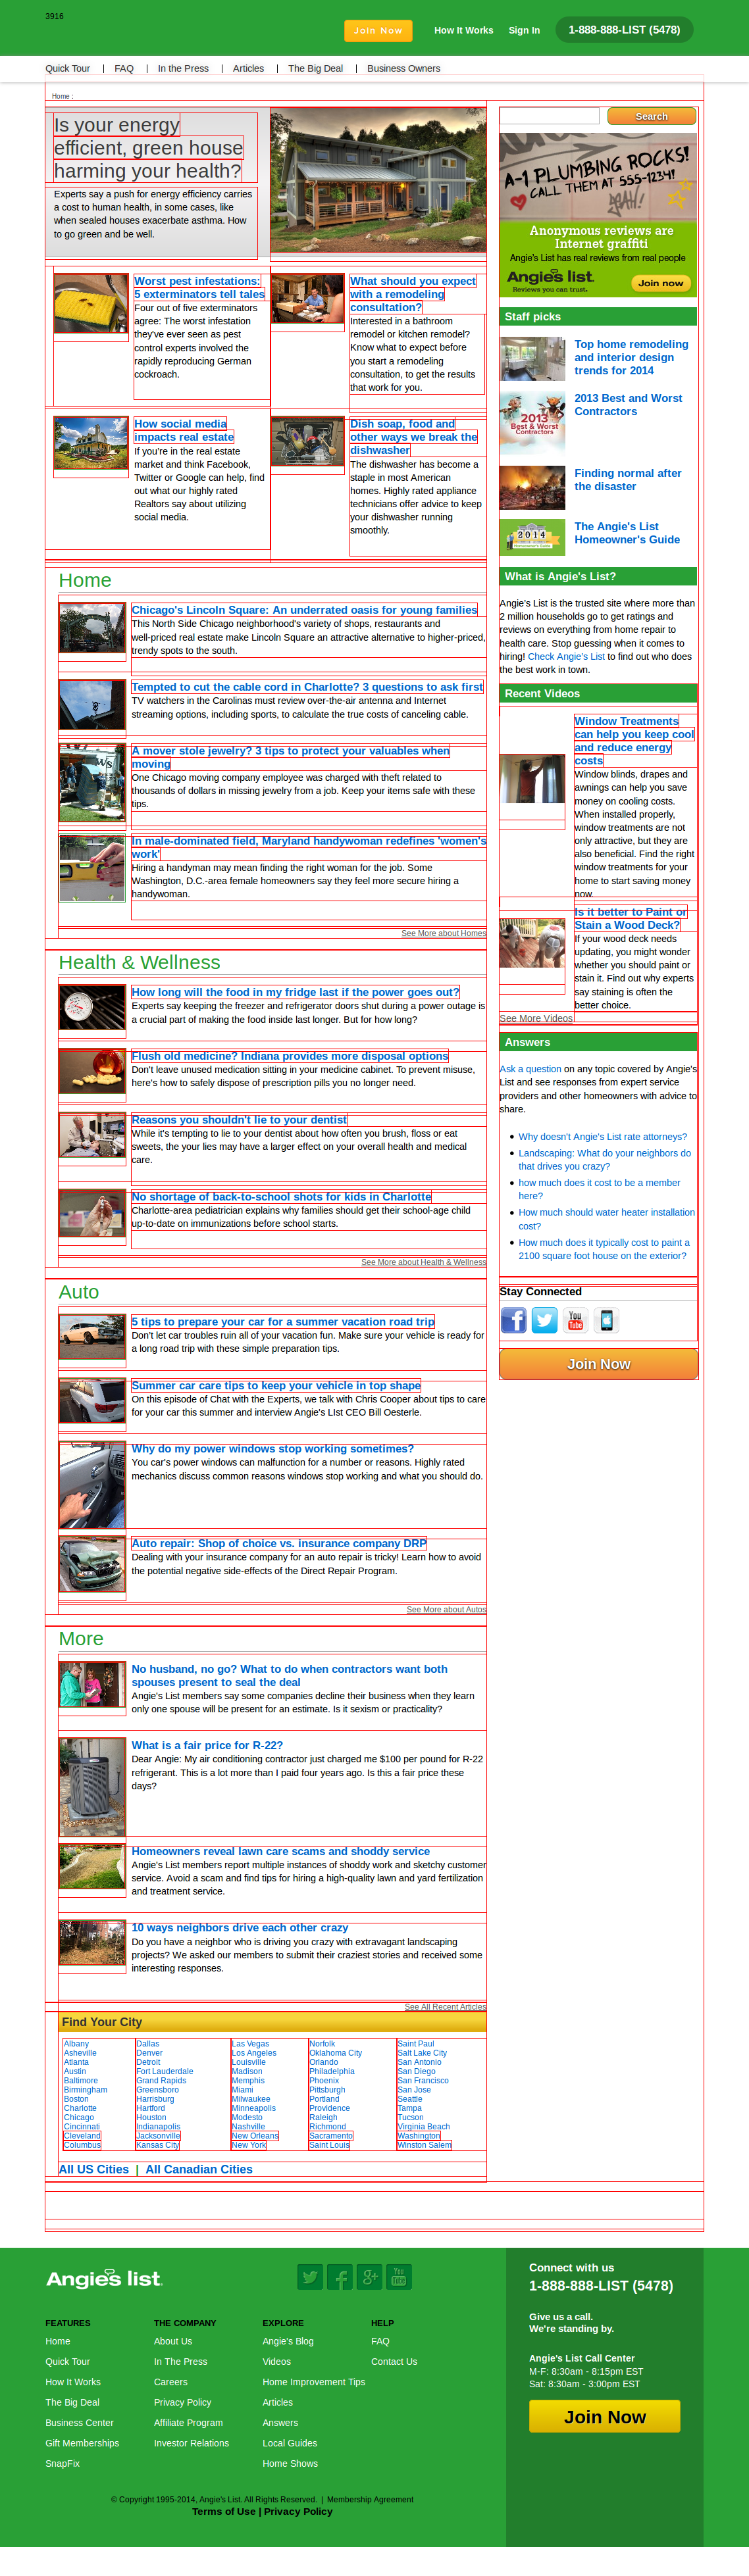 3916
Join Now
How It Works
Sign In
1-888-888-LIST (5478)
Quick Tour | FAQ | In the Press | Articles | The Big Deal | Business Owners
Home :
Is your energy
efficient, green house
harming your health?
Experts say a push for energy efficiency carries
a cost to human health, in some cases, like
when sealed houses exacerbate asthma. How
to go green and be well.
Worst pest infestations:
5 exterminators tell tales
Four out of five exterminators
agree: The worst infestation
they've ever seen as pest
control experts involved the
rapidly reproducing German
cockroach.
What should you expect
with a remodeling
consultation?
Interested in a bathroom
remodel or kitchen remodel?
Know what to expect before
you start a remodeling
consultation, to get the results
that work for you.
How social media
impacts real estate
If you're in the real estate
market and think Facebook,
Twitter or Google can help, find
out what our highly rated
Realtors say about utilizing
social media.
Dish soap, food and
other ways we break the
dishwasher
The dishwasher has become a
staple in most American
homes. Highly rated appliance
technicians offer advice to keep
your dishwasher running
smoothly.
Home
Chicago's Lincoln Square: An underrated oasis for young families
This North Side Chicago neighborhood's variety of shops, restaurants and
well-priced real estate make Lincoln Square an attractive alternative to higher-priced,
trendy spots to the south.
Tempted to cut the cable cord in Charlotte? 3 questions to ask first
TV watchers in the Carolinas must review over-the-air antenna and Internet
streaming options, including sports, to calculate the true costs of canceling cable.
A mover stole jewelry? 3 tips to protect your valuables when
moving
One Chicago moving company employee was charged with theft related to
thousands of dollars in missing jewelry from a job. Keep your items safe with these
tips.
In male-dominated field, Maryland handywoman redefines 'women's
work'
Hiring a handyman may mean finding the right woman for the job. Some
Washington, D.C.-area female homeowners say they feel more secure hiring a
handywoman.
See More about Homes
Health & Wellness
How long will the food in my fridge last if the power goes out?
Experts say keeping the freezer and refrigerator doors shut during a power outage is
a crucial part of making the food inside last longer. But for how long?
Flush old medicine? Indiana provides more disposal options
Don't leave unused medication sitting in your medicine cabinet. To prevent misuse,
here's how to safely dispose of prescription pills you no longer need.
Reasons you shouldn't lie to your dentist
While it's tempting to lie to your dentist about how often you brush, floss or eat
sweets, the your lies may have a larger effect on your overall health and medical
care.
No shortage of back-to-school shots for kids in Charlotte
Charlotte-area pediatrician explains why families should get their school-age child
up-to-date on immunizations before school starts.
See More about Health & Wellness
Auto
5 tips to prepare your car for a summer vacation road trip
Don't let car troubles ruin all of your vacation fun. Make sure your vehicle is ready for
a long road trip with these simple preparation tips.
Summer car care tips to keep your vehicle in top shape
On this episode of Chat with the Experts, we talk with Chris Cooper about tips to care
for your car this summer and interview Angie's LIst CEO Bill Oesterle.
Why do my power windows stop working sometimes?
You car's power windows can malfunction for a number or reasons. Highly rated
mechanics discuss common reasons windows stop working and what you should do.
Auto repair: Shop of choice vs. insurance company DRP
Dealing with your insurance company for an auto repair is tricky! Learn how to avoid
the potential negative side-effects of the Direct Repair Program.
See More about Autos
More
No husband, no go? What to do when contractors want both
spouses present to seal the deal
Angie's List members say some companies decline their business when they learn
only one spouse will be present for an estimate. Is it sexism or practicality?
What is a fair price for R-22?
Dear Angie: My air conditioning contractor just charged me $100 per pound for R-22
refrigerant. This is a lot more than I paid four years ago. Is this a fair price these
days?
Homeowners reveal lawn care scams and shoddy service
Angie's List members report multiple instances of shoddy work and sketchy customer
service. Avoid a scam and find tips for hiring a high-quality lawn and yard fertilization
and treatment service.
10 ways neighbors drive each other crazy
Do you have a neighbor who is driving you crazy with extravagant landscaping
projects? We asked our members to submit their craziest stories and received some
interesting responses.
See All Recent Articles
Find Your City
Albany
Asheville
Atlanta
Austin
Baltimore
Birmingham
Boston
Charlotte
Chicago
Cincinnati
Cleveland
Columbus
Dallas
Denver
Detroit
Fort Lauderdale
Grand Rapids
Greensboro
Harrisburg
Hartford
Houston
Indianapolis
Jacksonville
Kansas City
Las Vegas
Los Angeles
Louisville
Madison
Memphis
Miami
Milwaukee
Minneapolis
Modesto
Nashville
New Orleans
New York
Norfolk
Oklahoma City
Orlando
Philadelphia
Phoenix
Pittsburgh
Portland
Providence
Raleigh
Richmond
Sacramento
Saint Louis
Saint Paul
Salt Lake City
San Antonio
San Diego
San Francisco
San Jose
Seattle
Tampa
Tucson
Virginia Beach
Washington
Winston Salem
All US Cities | All Canadian Cities
Search
A-1 PLUMBING ROCKS!
CALL THEM AT 555-1234!
Anonymous reviews are
Internet graffiti
Angie's List has real reviews from real people
Angie's list.
Reviews you can trust.
Join now
Staff picks
Top home remodeling
and interior design
trends for 2014
2013 Best and Worst
Contractors
2013
Best & Worst
Contractors
Finding normal after
the disaster
The Angie's List
Homeowner's Guide
2014
What is Angie's List?
Angie's List is the trusted site where more than
2 million households go to get ratings and
reviews on everything from home repair to
health care. Stop guessing when it comes to
hiring! Check Angie's List to find out who does
the best work in town.
Recent Videos
Window Treatments
can help you keep cool
and reduce energy
costs
Window blinds, drapes and
awnings can help you save
money on cooling costs.
When installed properly,
window treatments are not
only attractive, but they are
also beneficial. Find the right
window treatments for your
home to start saving money
now.
Is it better to Paint or
Stain a Wood Deck?
If your wood deck needs
updating, you might wonder
whether you should paint or
stain it. Find out why experts
say staining is often the
better choice.
See More Videos
Answers
Ask a question on any topic covered by Angie's
List and see responses from expert service
providers and other homeowners with advice to
share.
Why doesn't Angie's List rate attorneys?
Landscaping: What do your neighbors do
that drives you crazy?
how much does it cost to be a member
here?
How much should water heater installation
cost?
How much does it typically cost to paint a
2100 square foot house on the exterior?
Stay Connected
You
Tube
Join Now
Angie's list.
You
Tube
FEATURES
Home
Quick Tour
How It Works
The Big Deal
Business Center
Gift Memberships
SnapFix
THE COMPANY
About Us
In The Press
Careers
Privacy Policy
Affiliate Program
Investor Relations
EXPLORE
Angie's Blog
Videos
Home Improvement Tips
Articles
Answers
Local Guides
Home Shows
HELP
FAQ
Contact Us
© Copyright 1995-2014, Angie's List. All Rights Reserved. | Membership Agreement
Terms of Use | Privacy Policy
Connect with us
1-888-888-LIST (5478)
Give us a call.
We're standing by.
Angie's List Call Center
M-F: 8:30am - 8:15pm EST
Sat: 8:30am - 3:00pm EST
Join Now